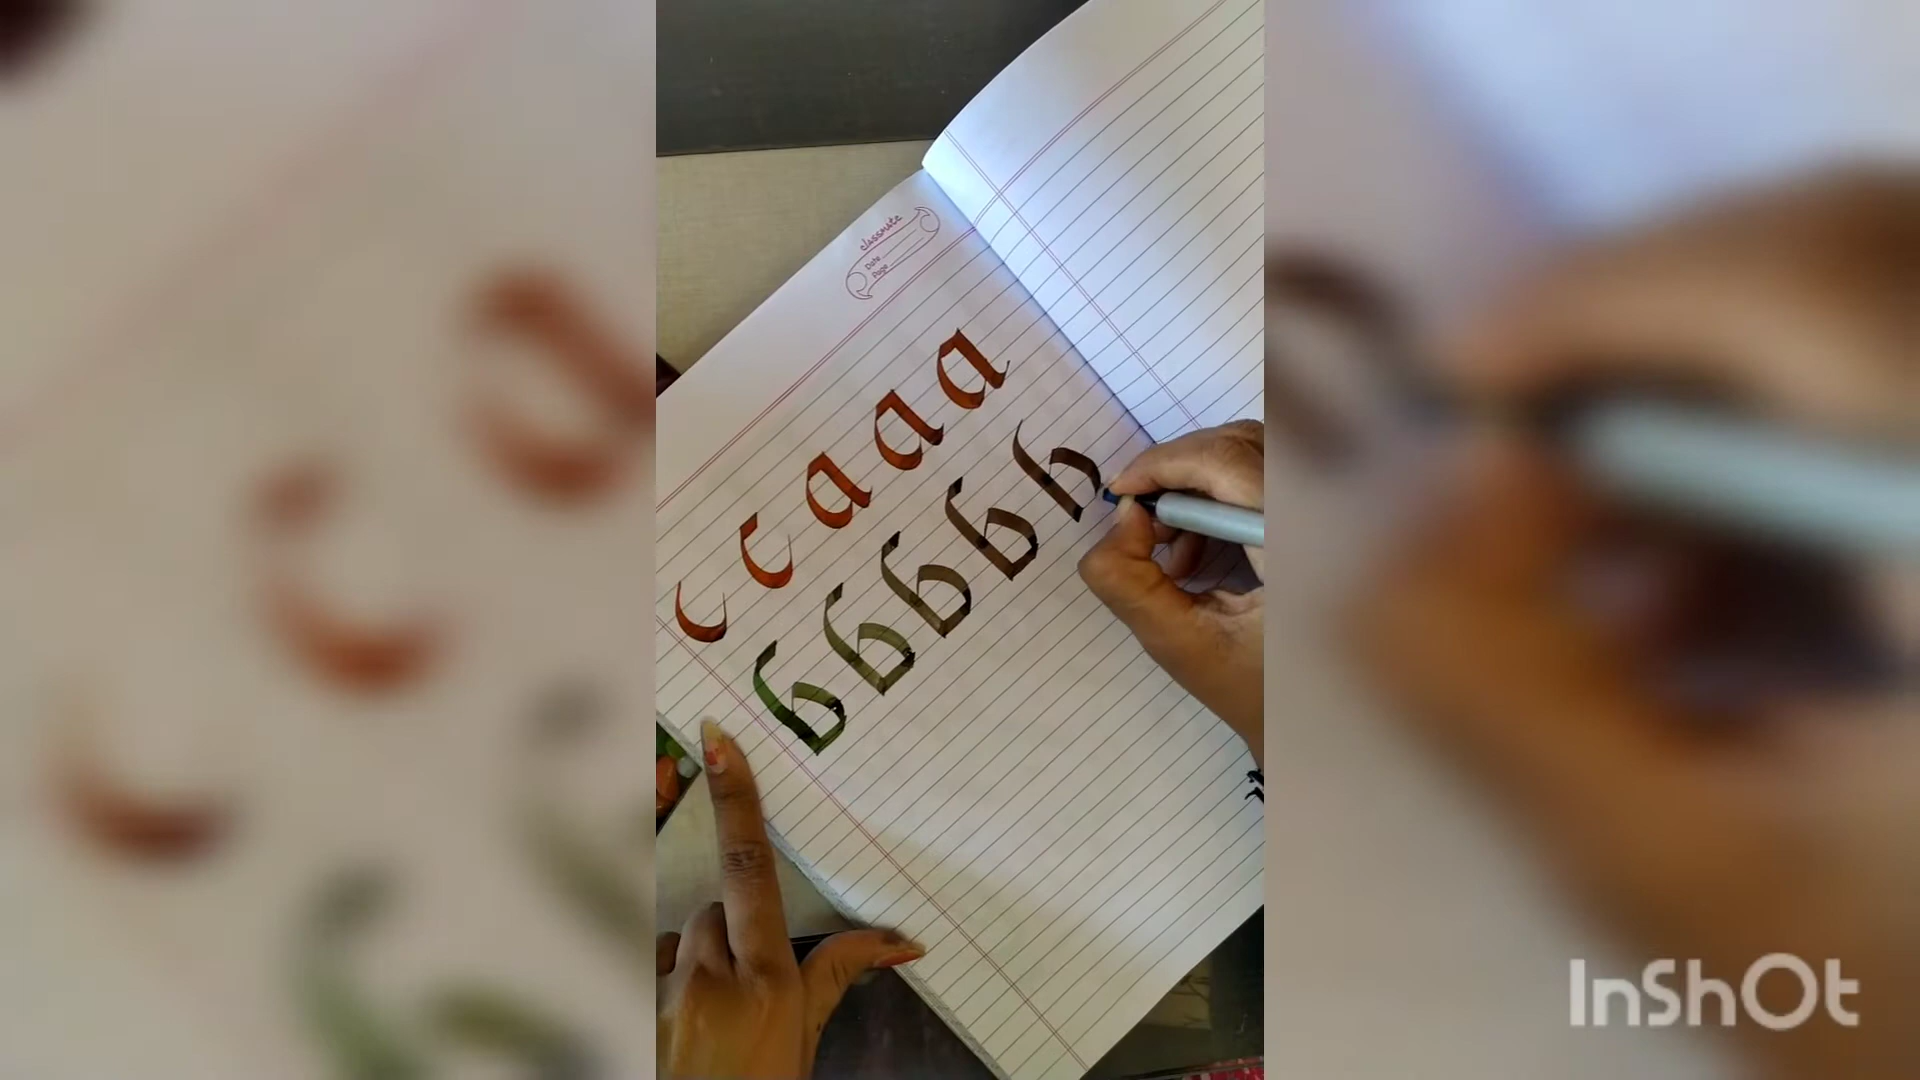 classmate
Date
Page
a a a
b b b b
InShOt